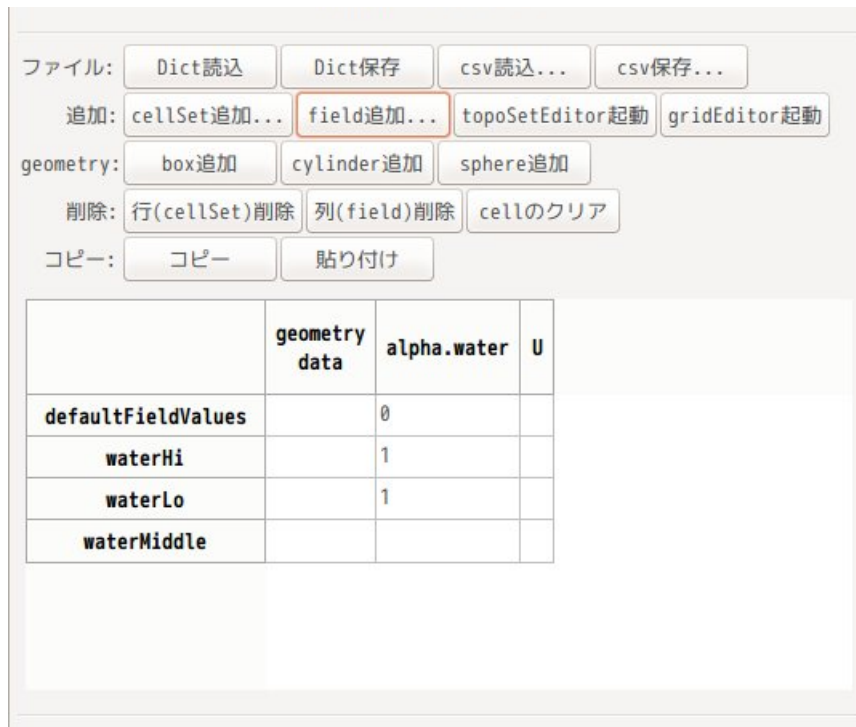 ファイル: Dict読込 Dict保存 csv読込... csv保存...
追加: cellSet追加... field追加... topoSetEditor起動 gridEditor起動
geometry: box追加 cylinder追加 sphere追加
削除: 行(cellSet)削除 列(field)削除 cellのクリア
コピー: コピー 貼り付け
geometry
data alpha.water U
defaultFieldValues 0
waterHi 1
waterLo 1
waterMiddle